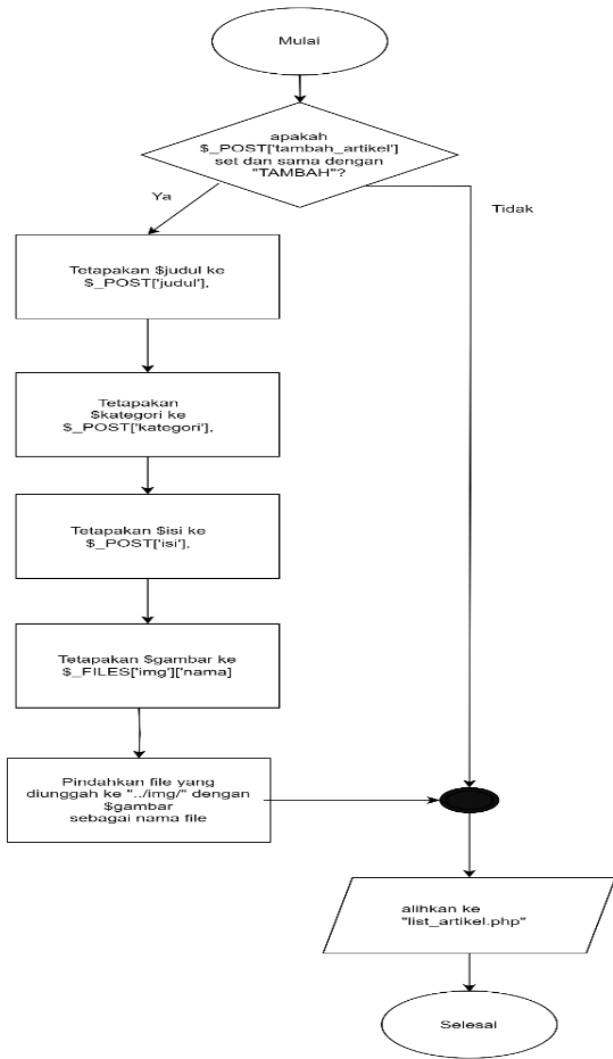 Mulai
apakah
$_POST['tambah_artikel']
set dan sama dengan
"TAMBAH"?
Ya
Tidak
Tetapakan $judul ke
$_POST['judul'],
Tetapakan
$kategori ke
$_POST['kategori'],
Tetapakan $isi ke
$_POST['isi'],
Tetapakan $gambar ke
$_FILES['img']['nama]
Pindahkan file yang
diunggah ke "../img/" dengan
$gambar
sebagai nama file
alihkan ke
"list_artikel.php"
Selesai